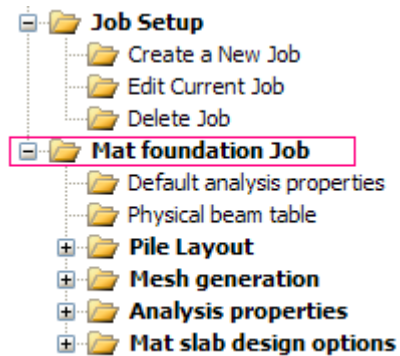 Job Setup
Create a New Job
Edit Current Job
Delete Job
Mat foundation Job
Default analysis properties
Physical beam table
Pile Layout
Mesh generation
Analysis properties
Mat slab design options